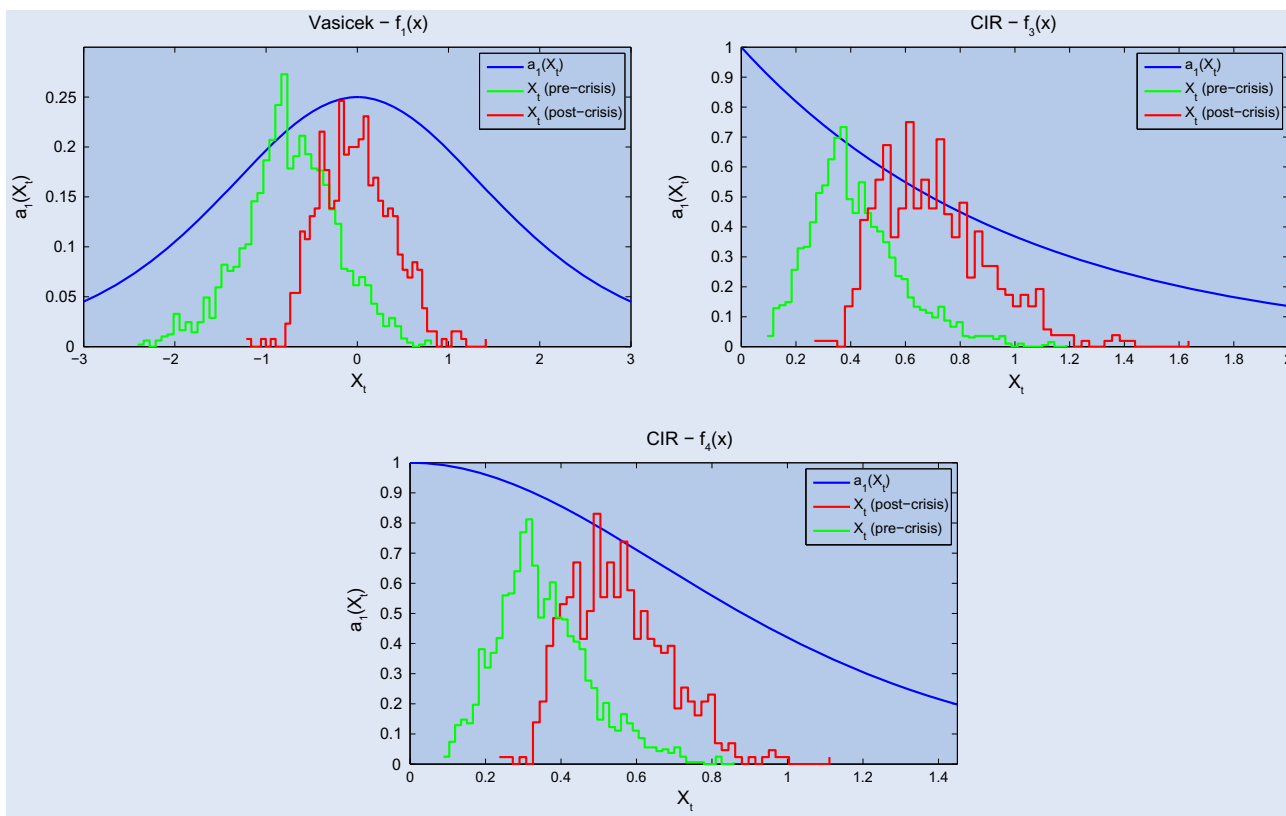 Vasicek − f₁(x)
a₁(Xₜ)
Xₜ (pre−crisis)
Xₜ (post−crisis)
0.3
0.25
0.2
0.15
0.1
0.05
0
a₁(Xₜ)
−3 −2 −1 0 1 2 3
Xₜ
CIR − f₃(x)
a₁(Xₜ)
Xₜ (pre−crisis)
Xₜ (post−crisis)
1
0.9
0.8
0.7
0.6
0.5
0.4
0.3
0.2
0.1
0
a₁(Xₜ)
0 0.2 0.4 0.6 0.8 1 1.2 1.4 1.6 1.8 2
Xₜ
CIR − f₄(x)
a₁(Xₜ)
Xₜ (post−crisis)
Xₜ (pre−crisis)
1
0.9
0.8
0.7
0.6
0.5
0.4
0.3
0.2
0.1
0
a₁(Xₜ)
0 0.2 0.4 0.6 0.8 1 1.2 1.4
Xₜ